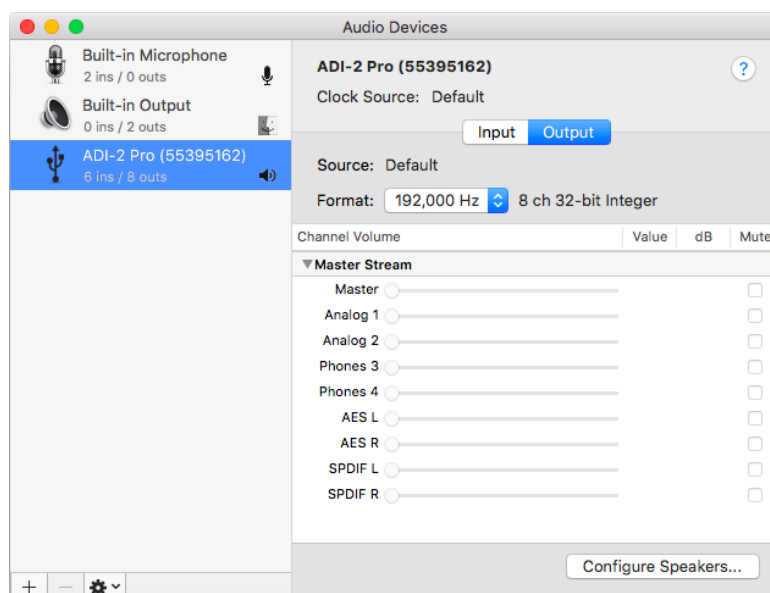 Audio Devices
Built-in Microphone
2 ins / 0 outs
Built-in Output
0 ins / 2 outs
ADI-2 Pro (55395162)
6 ins / 8 outs
ADI-2 Pro (55395162)
?
Clock Source: Default
Input Output
Source: Default
Format: 192,000 Hz 8 ch 32-bit Integer
Channel Volume Value dB Mute
Master Stream
Master
Analog 1
Analog 2
Phones 3
Phones 4
AES L
AES R
SPDIF L
SPDIF R
Configure Speakers...